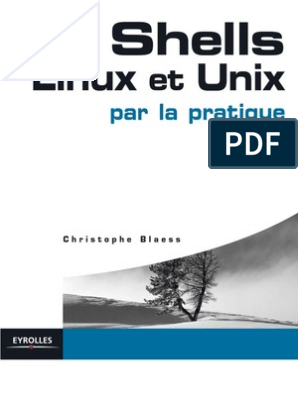 Shells
Linux et Unix
par la pratique
PDF
Christophe Blaess
EYROLLES